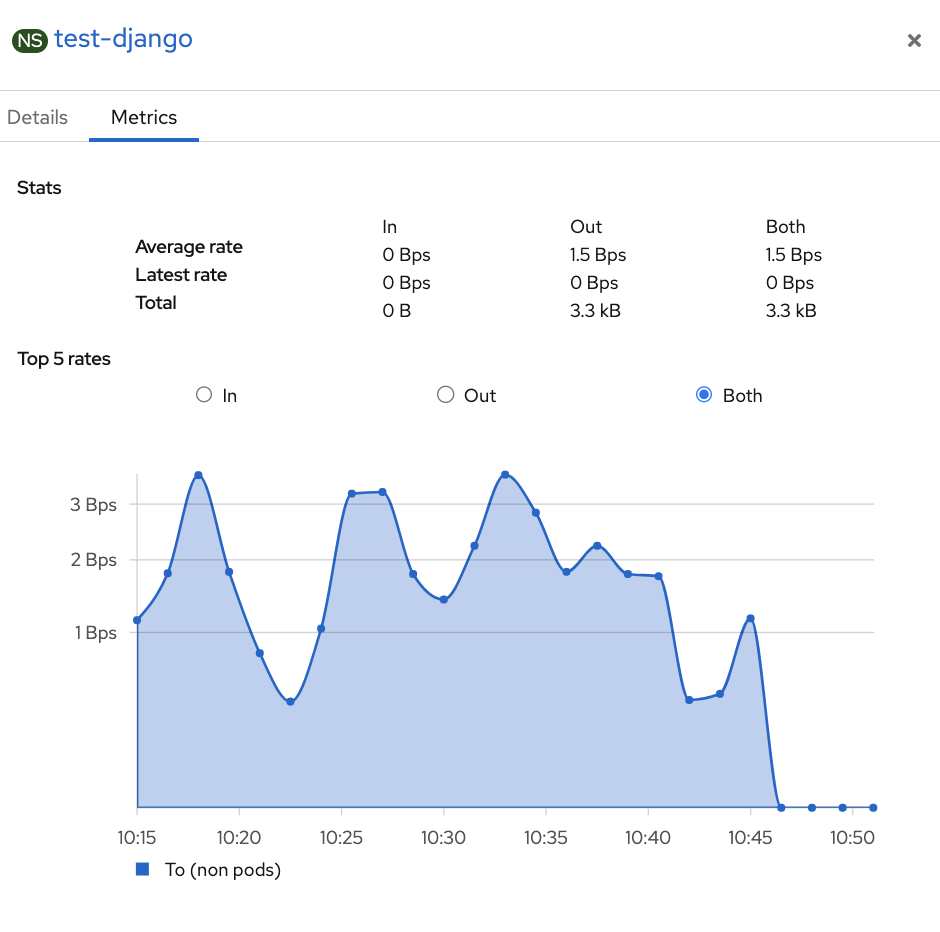 NS test-django
Details Metrics
Stats
In Out Both
Average rate 0 Bps 1.5 Bps 1.5 Bps
Latest rate 0 Bps 0 Bps 0 Bps
Total 0 B 3.3 kB 3.3 kB
Top 5 rates
In Out Both
3 Bps
2 Bps
1 Bps
10:15 10:20 10:25 10:30 10:35 10:40 10:45 10:50
To (non pods)